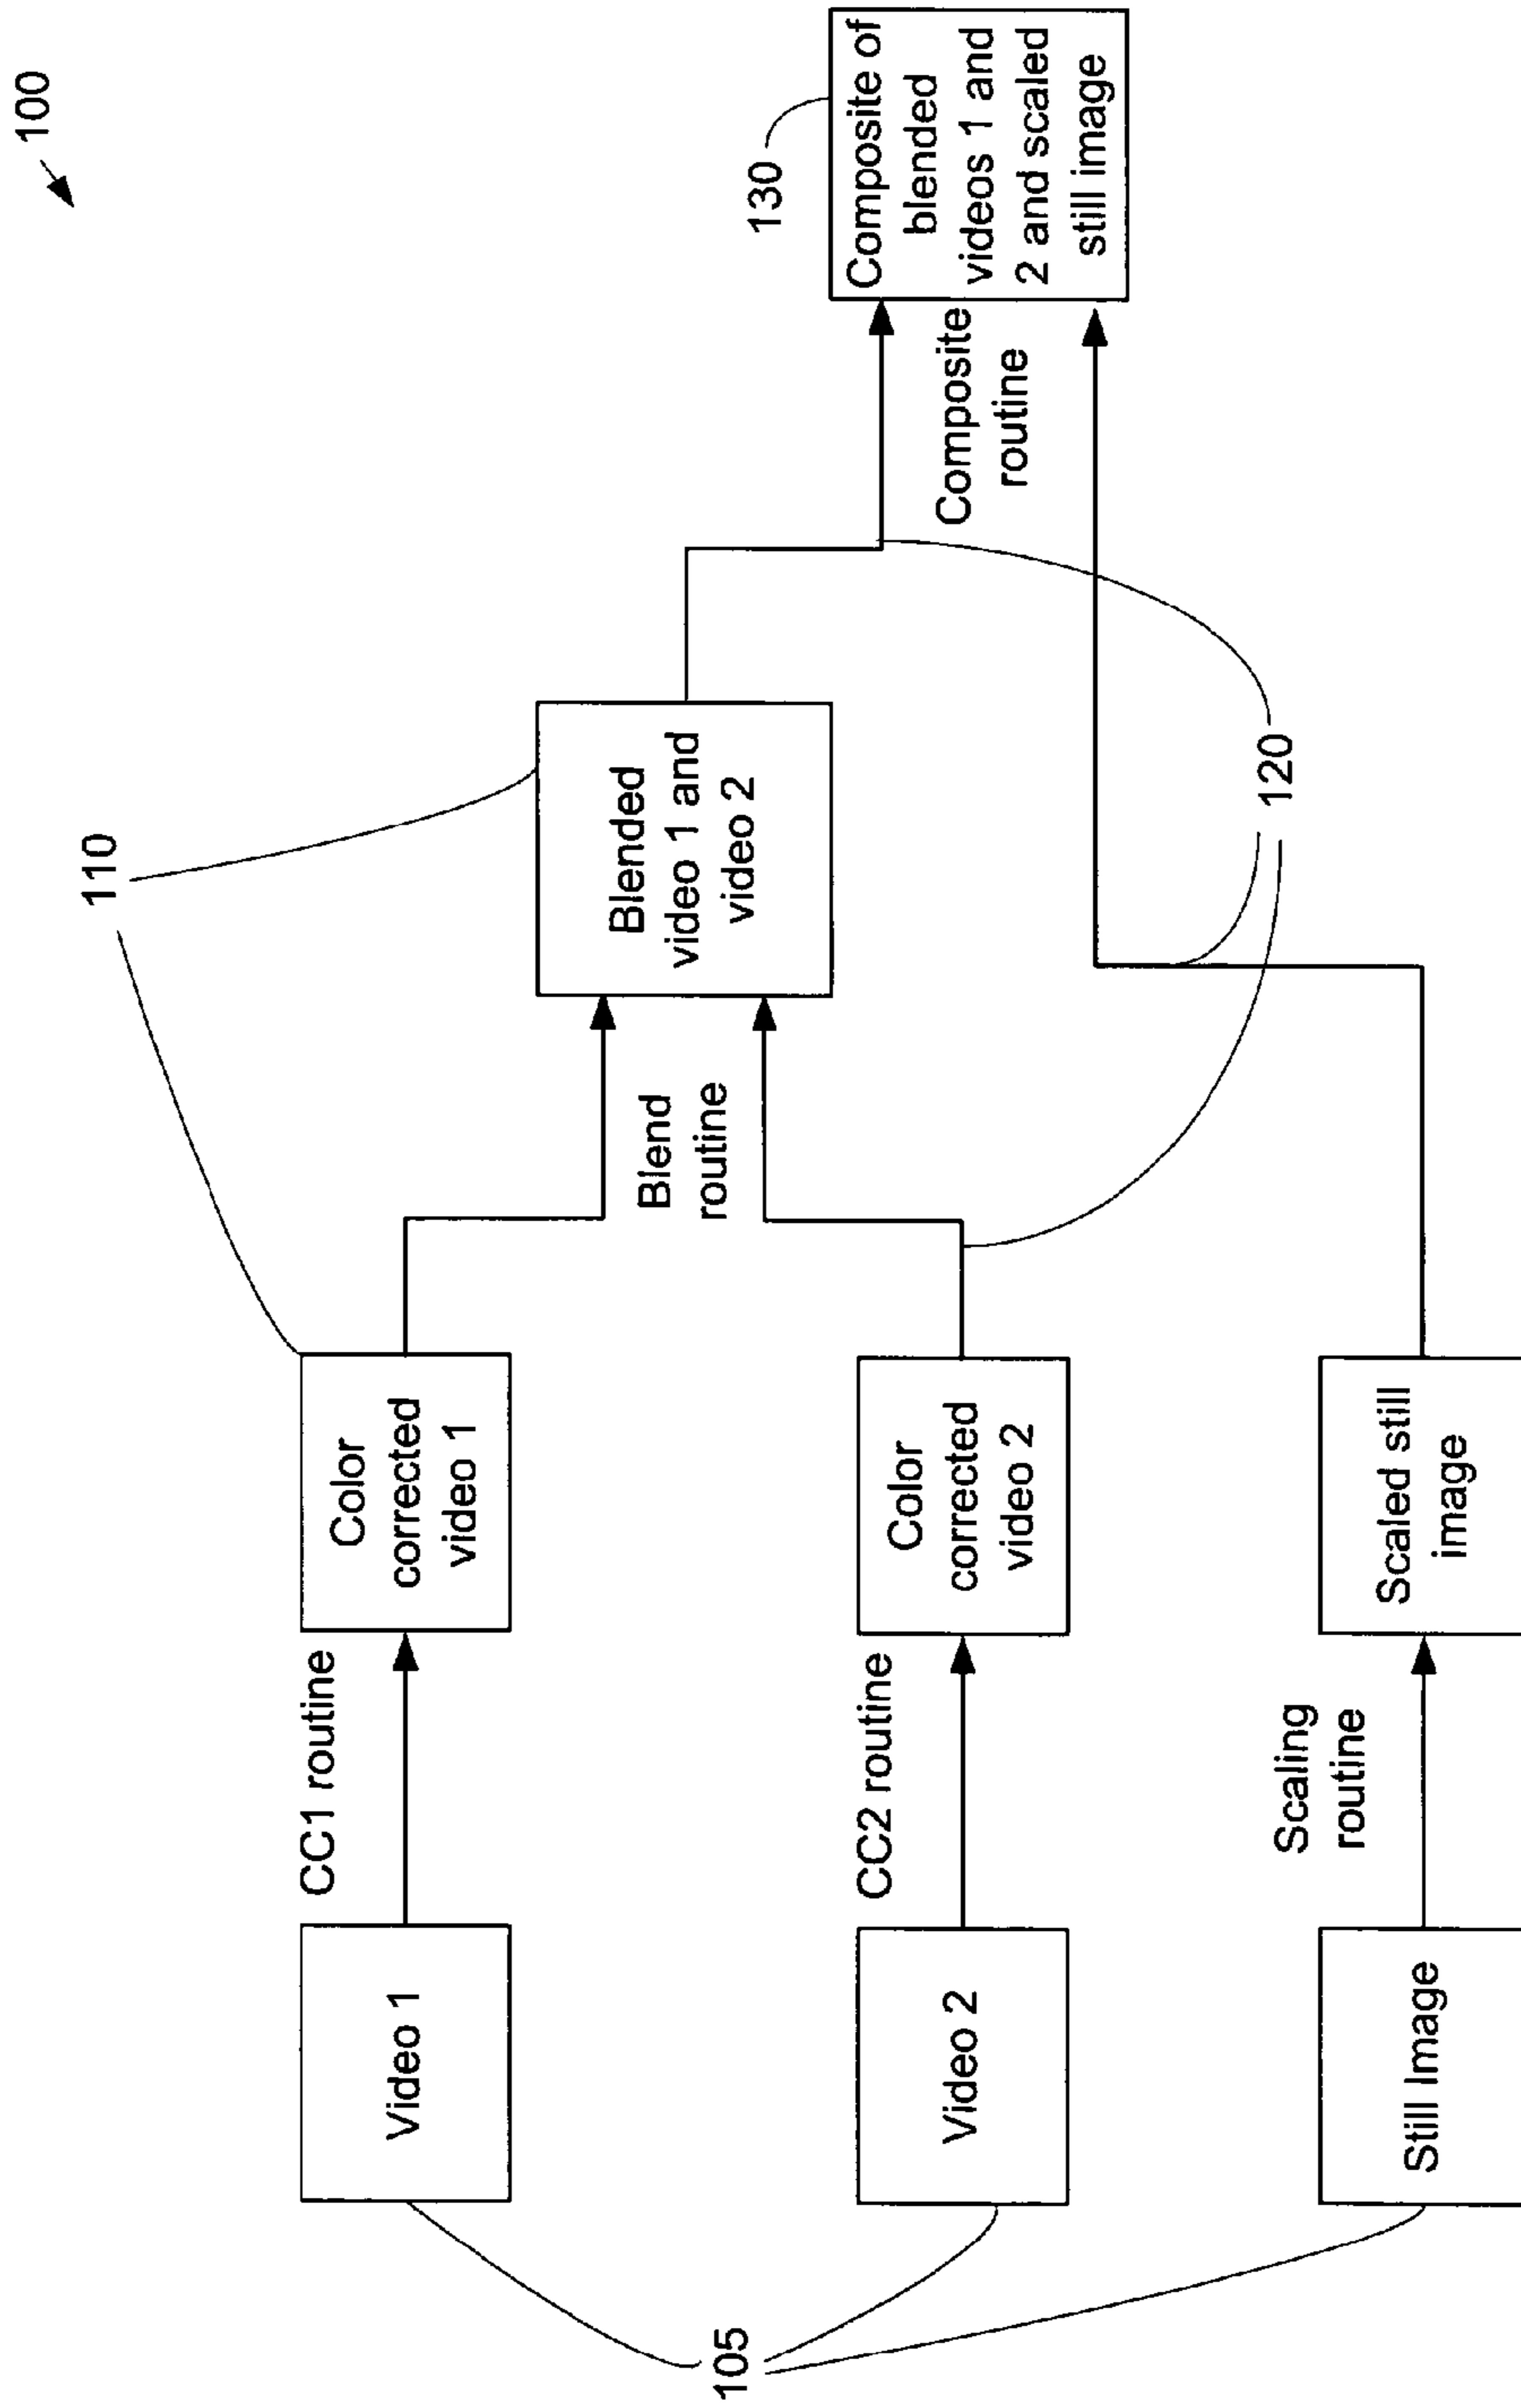 100
110
Video 1
CC1 routine
Color
corrected
video 1
Blended
video 1 and
video 2
Blend
routine
130
Composite of
blended
videos 1 and
2 and scaled
still image
Composite
routine
105
Video 2
CC2 routine
Color
corrected
video 2
120
Still Image
Scaling
routine
Scaled still
image